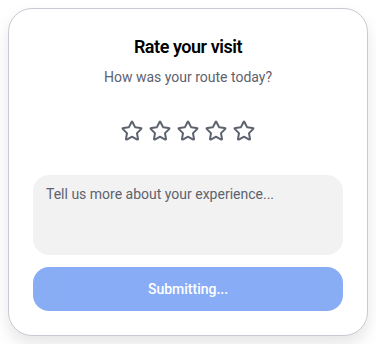 Rate your visit
How was your route today?
Tell us more about your experience...
Submitting...